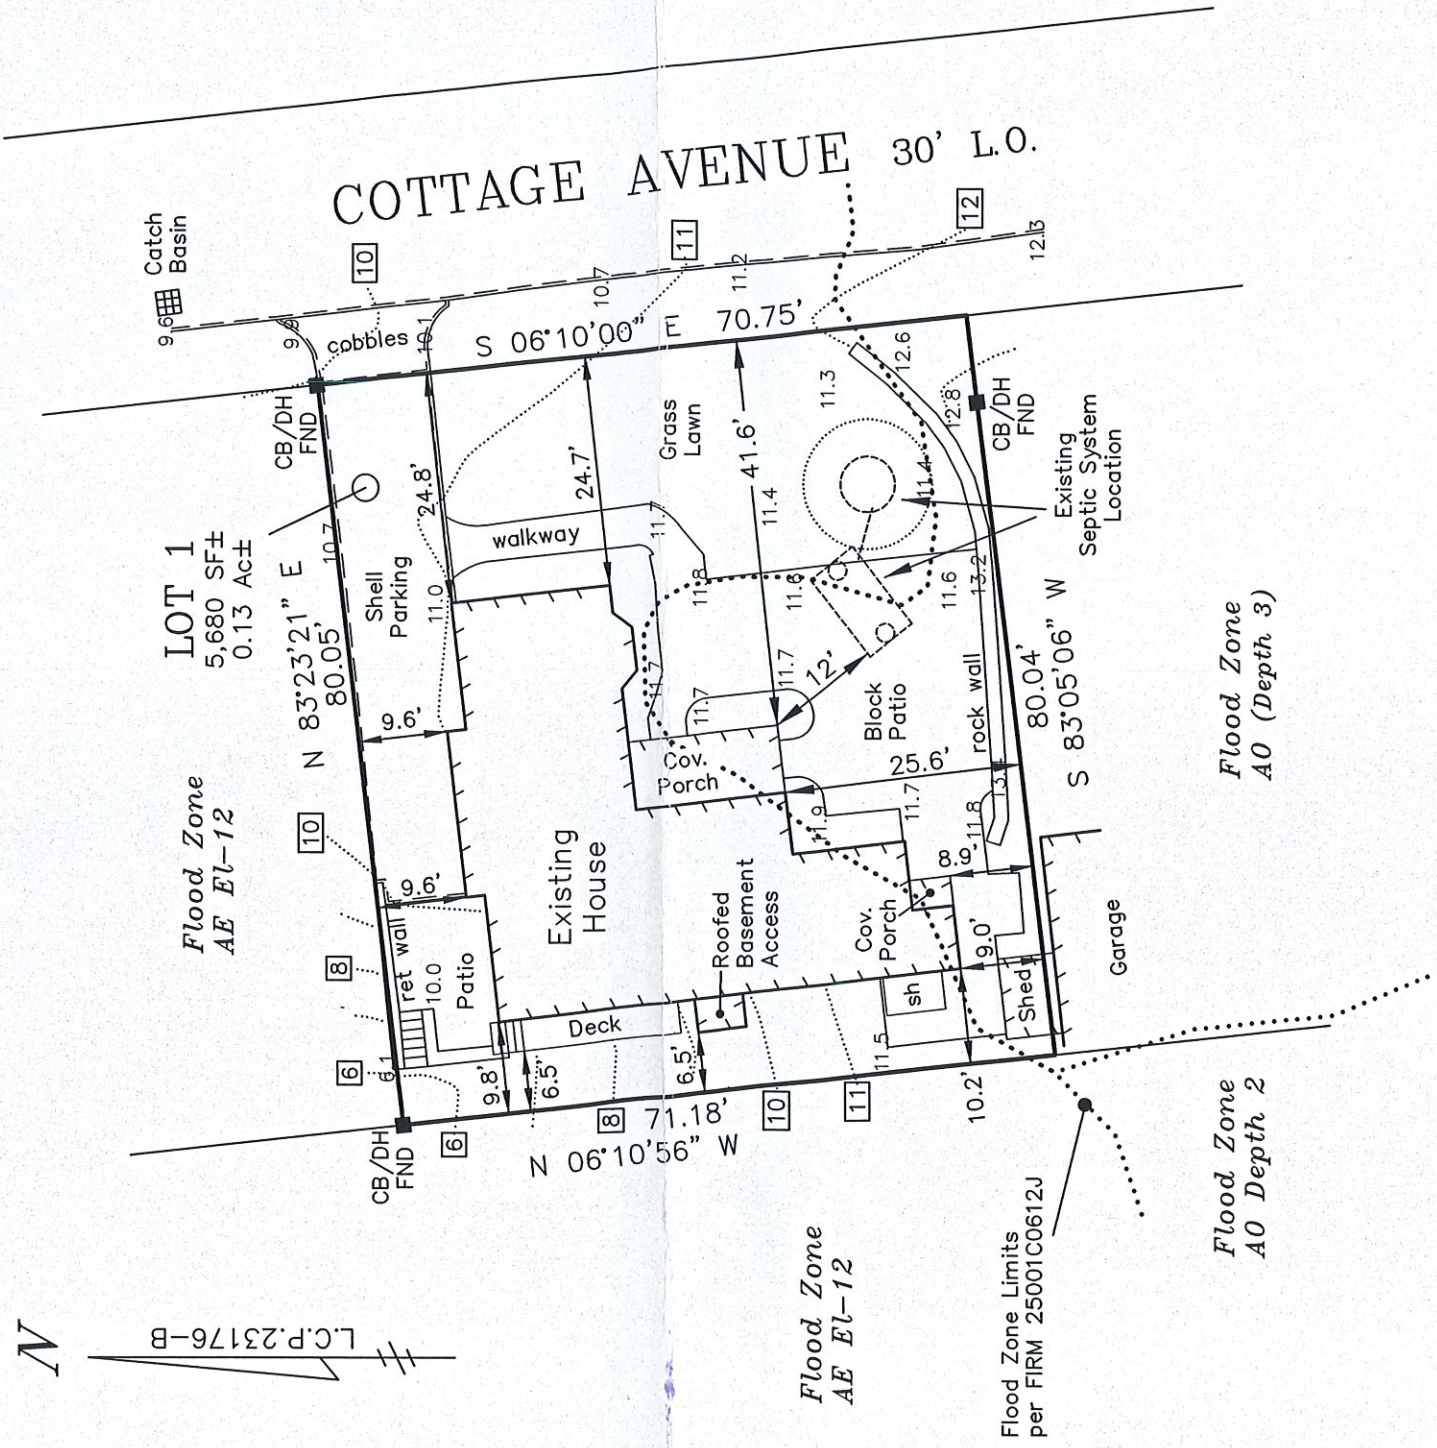 COTTAGE AVENUE 30' L.O.
Catch
Basin
9.6
9.9
10
cobbles
10.1
10.7
11
11.2
12
12.3
S 06°10'00" E 70.75'
CB/DH
FND
LOT 1
5,680 SF±
0.13 Ac±
N 83°23'21" E
80.05'
10.7
Shell
Parking
24.8'
11.0
24.7'
walkway
Grass
Lawn
41.6'
11.4
11.3
12.6
12.8
CB/DH
FND
11.4
Existing
Septic System
Location
11.7
11.8
11.6
11.6
13.2
11.7
11.7
11.7
12'
Block
Patio
rock wall
80.04'
S 83°05'06" W
Flood Zone
AO (Depth 3)
Flood Zone
AE El-12
10
9.6'
9.6'
Cov.
Porch
25.6'
11.9
11.7
11.8
8.9'
Existing
House
Roofed
Basement
Access
Cov.
Porch
9.0'
Garage
8
ret wall
10.0
Patio
Deck
sh
Shed
11.5
6
6.1
9.8'
6.5'
6.5'
10.2'
6
8
71.18'
10
11
N 06°10'56" W
CB/DH
FND
Flood Zone
AE El-12
Flood Zone
AO Depth 2
Flood Zone Limits
per FIRM 25001C0612J
N
L.C.P.23176-B